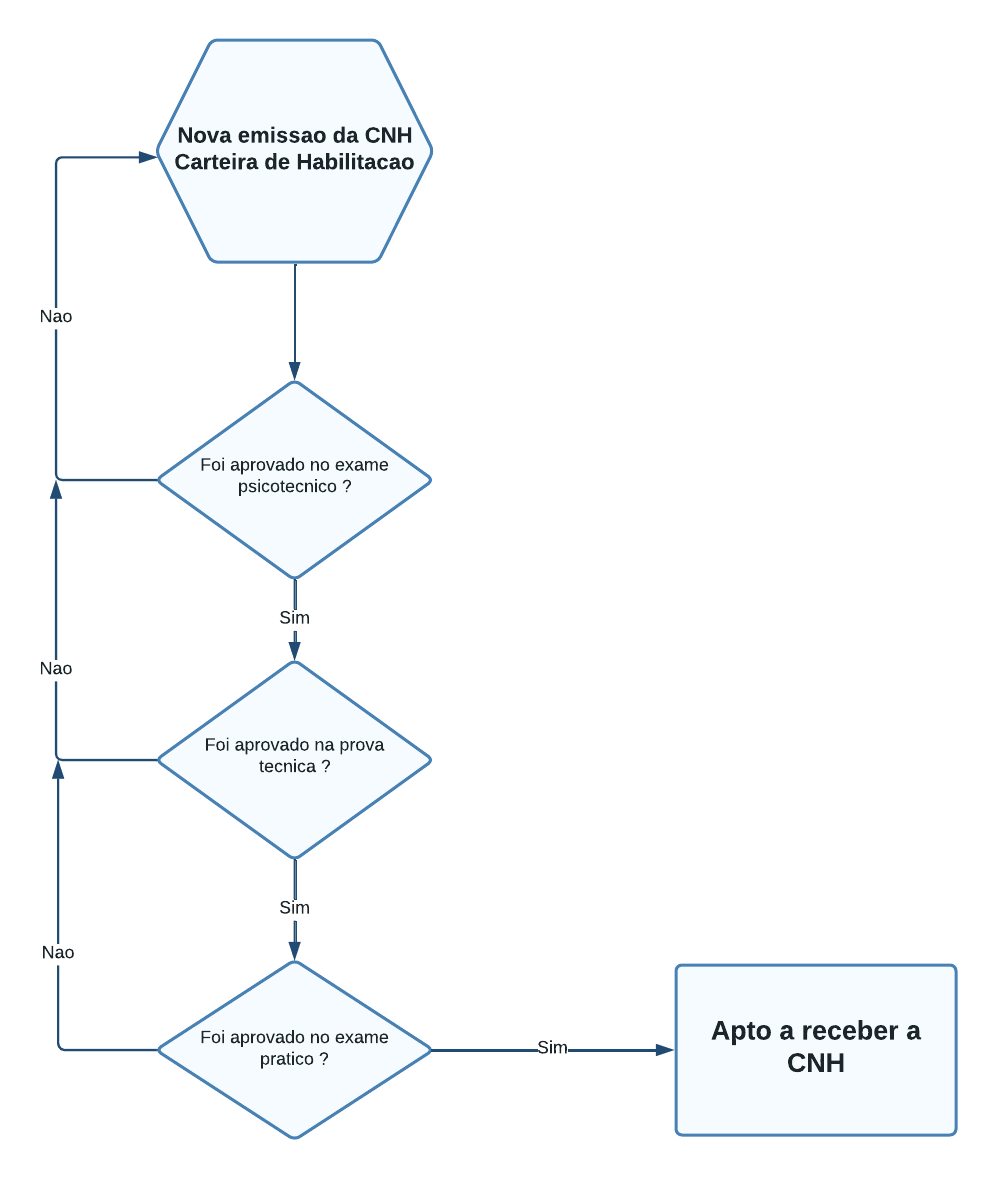 Nova emissao da CNH
Carteira de Habilitacao
Nao
Foi aprovado no exame
psicotecnico ?
Sim
Nao
Foi aprovado na prova
tecnica ?
Sim
Nao
Foi aprovado no exame
pratico ?
Sim
Apto a receber a
CNH